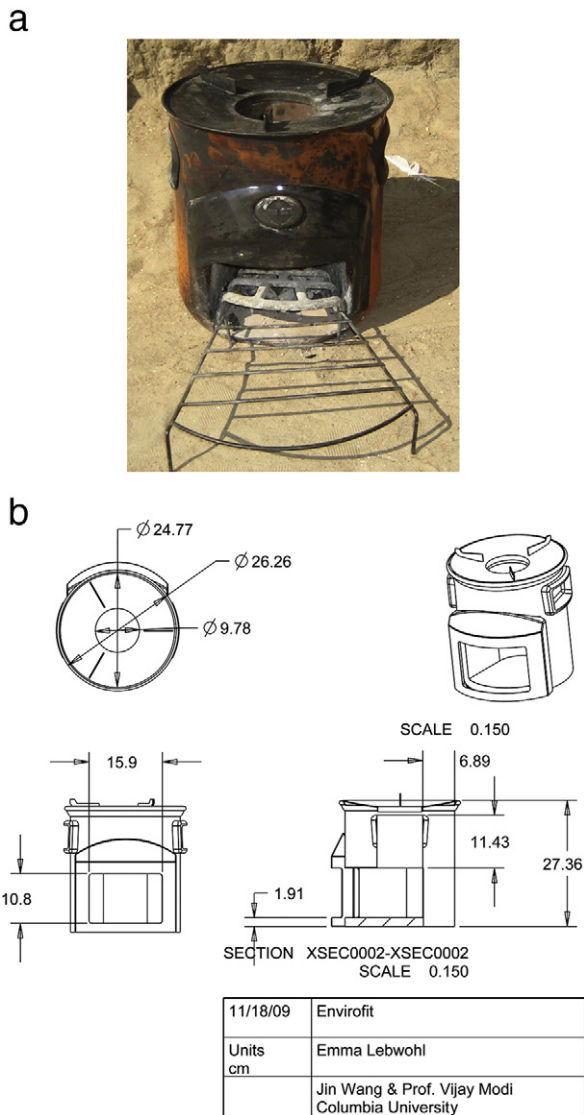 a
b
Ø 24.77
Ø 26.26
Ø 9.78
SCALE 0.150
15.9
6.89
11.43
10.8
27.36
1.91
SECTION XSEC0002-XSEC0002
SCALE 0.150
11/18/09 Envirofit
Units
cm Emma Lebwohl
Jin Wang & Prof. Vijay Modi
Columbia University